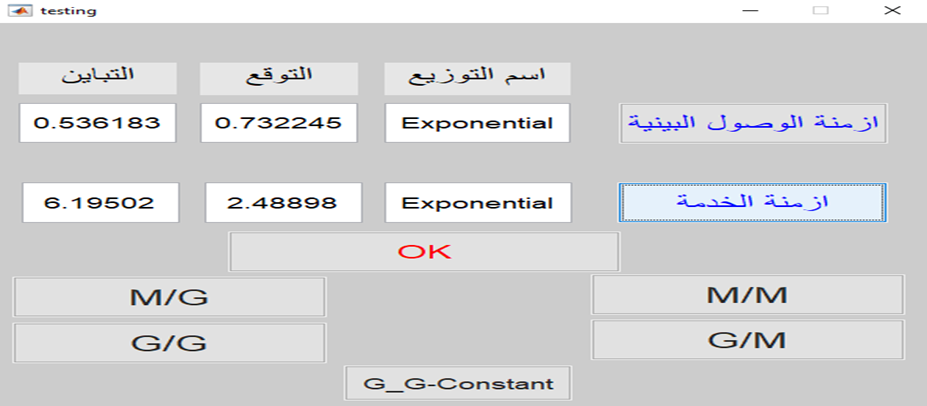 testing
اسم التوزيع التوقع التباين
ازمنة الوصول البينية Exponential 0.732245 0.536183
ازمنة الخدمة Exponential 2.48898 6.19502
OK
M/G M/M
G/G G/M
G_G-Constant